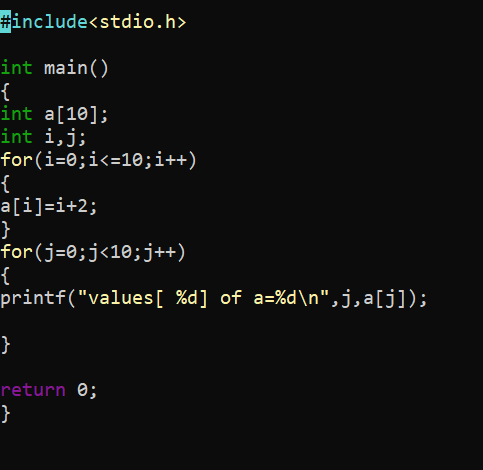 #include<stdio.h>
int main()
{
int a[10];
int i,j;
for(i=0;i<=10;i++)
{
a[i]=i+2;
}
for(j=0;j<10;j++)
{
printf("values[ %d] of a=%d\n",j,a[j]);
}
return 0;
}